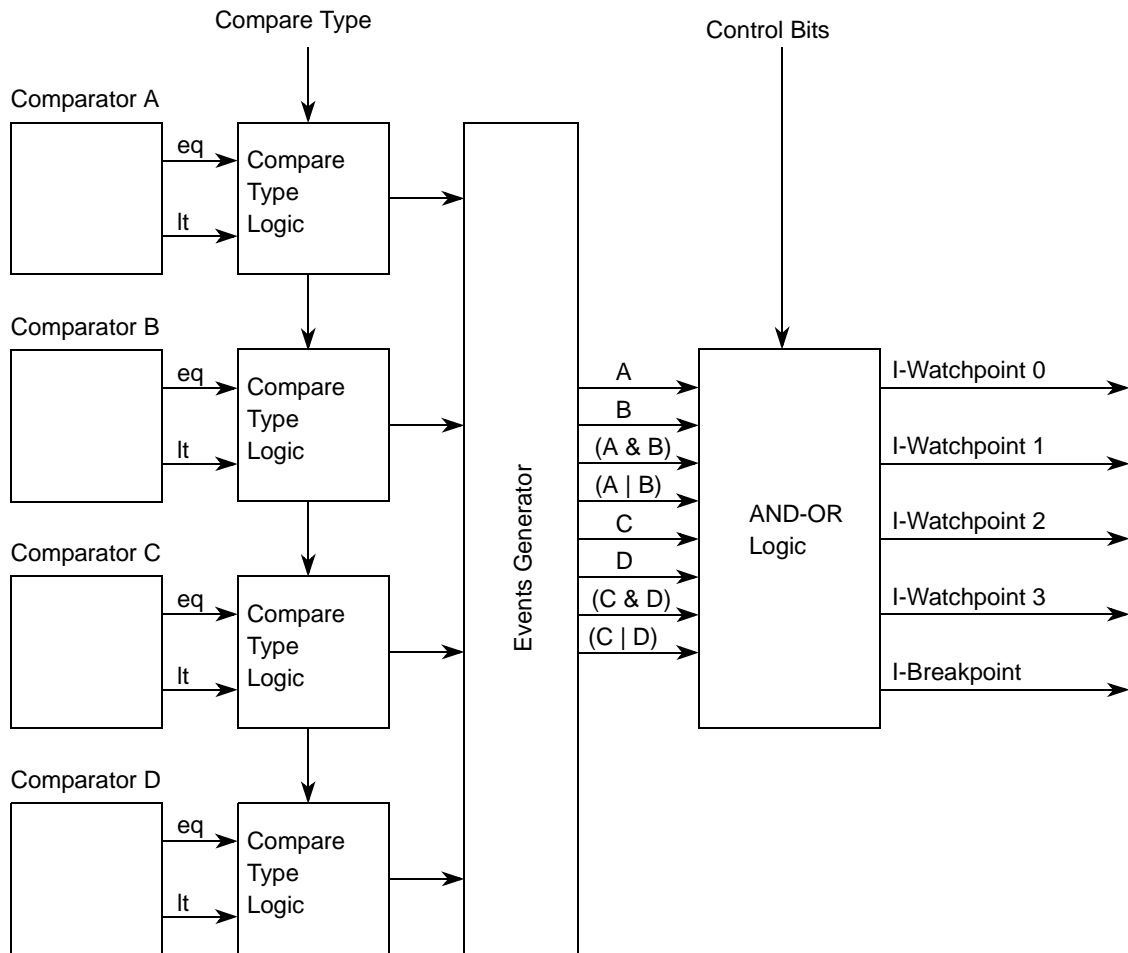 Compare Type
Control Bits
Comparator A
eq
lt
Compare
Type
Logic
Comparator B
eq
lt
Compare
Type
Logic
Comparator C
eq
lt
Compare
Type
Logic
Comparator D
eq
lt
Compare
Type
Logic
Events Generator
A
B
(A & B)
(A | B)
C
D
(C & D)
(C | D)
AND-OR
Logic
I-Watchpoint 0
I-Watchpoint 1
I-Watchpoint 2
I-Watchpoint 3
I-Breakpoint